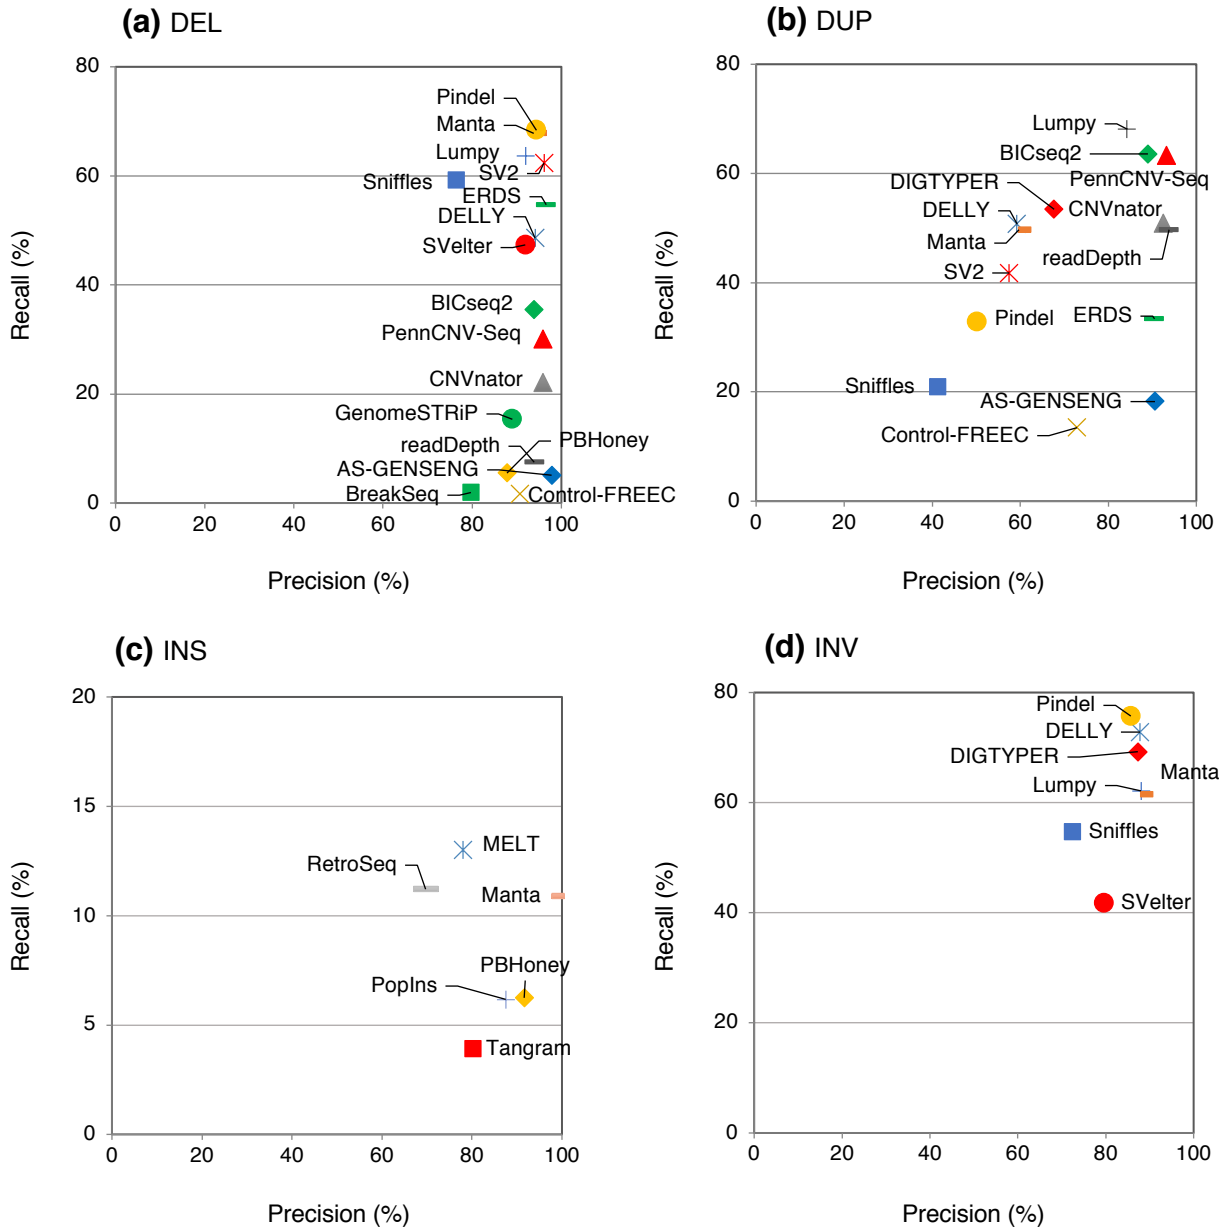 (a) DEL
80
60
40
20
0
0 20 40 60 80 100
Recall (%)
Precision (%)
Pindel
Manta
Lumpy
SV2
Sniffles
ERDS
DELLY
SVelter
BICseq2
PennCNV-Seq
CNVnator
GenomeSTRiP
PBHoney
readDepth
AS-GENSENG
BreakSeq
Control-FREEC
(b) DUP
80
60
40
20
0
0 20 40 60 80 100
Recall (%)
Precision (%)
Lumpy
BICseq2
PennCNV-Seq
DIGTYPER
CNVnator
DELLY
Manta
readDepth
SV2
Pindel
ERDS
Sniffles
AS-GENSENG
Control-FREEC
(c) INS
20
15
10
5
0
0 20 40 60 80 100
Recall (%)
Precision (%)
MELT
RetroSeq
Manta
PBHoney
PopIns
Tangram
(d) INV
80
60
40
20
0
0 20 40 60 80 100
Recall (%)
Precision (%)
Pindel
DELLY
DIGTYPER
Manta
Lumpy
Sniffles
SVelter